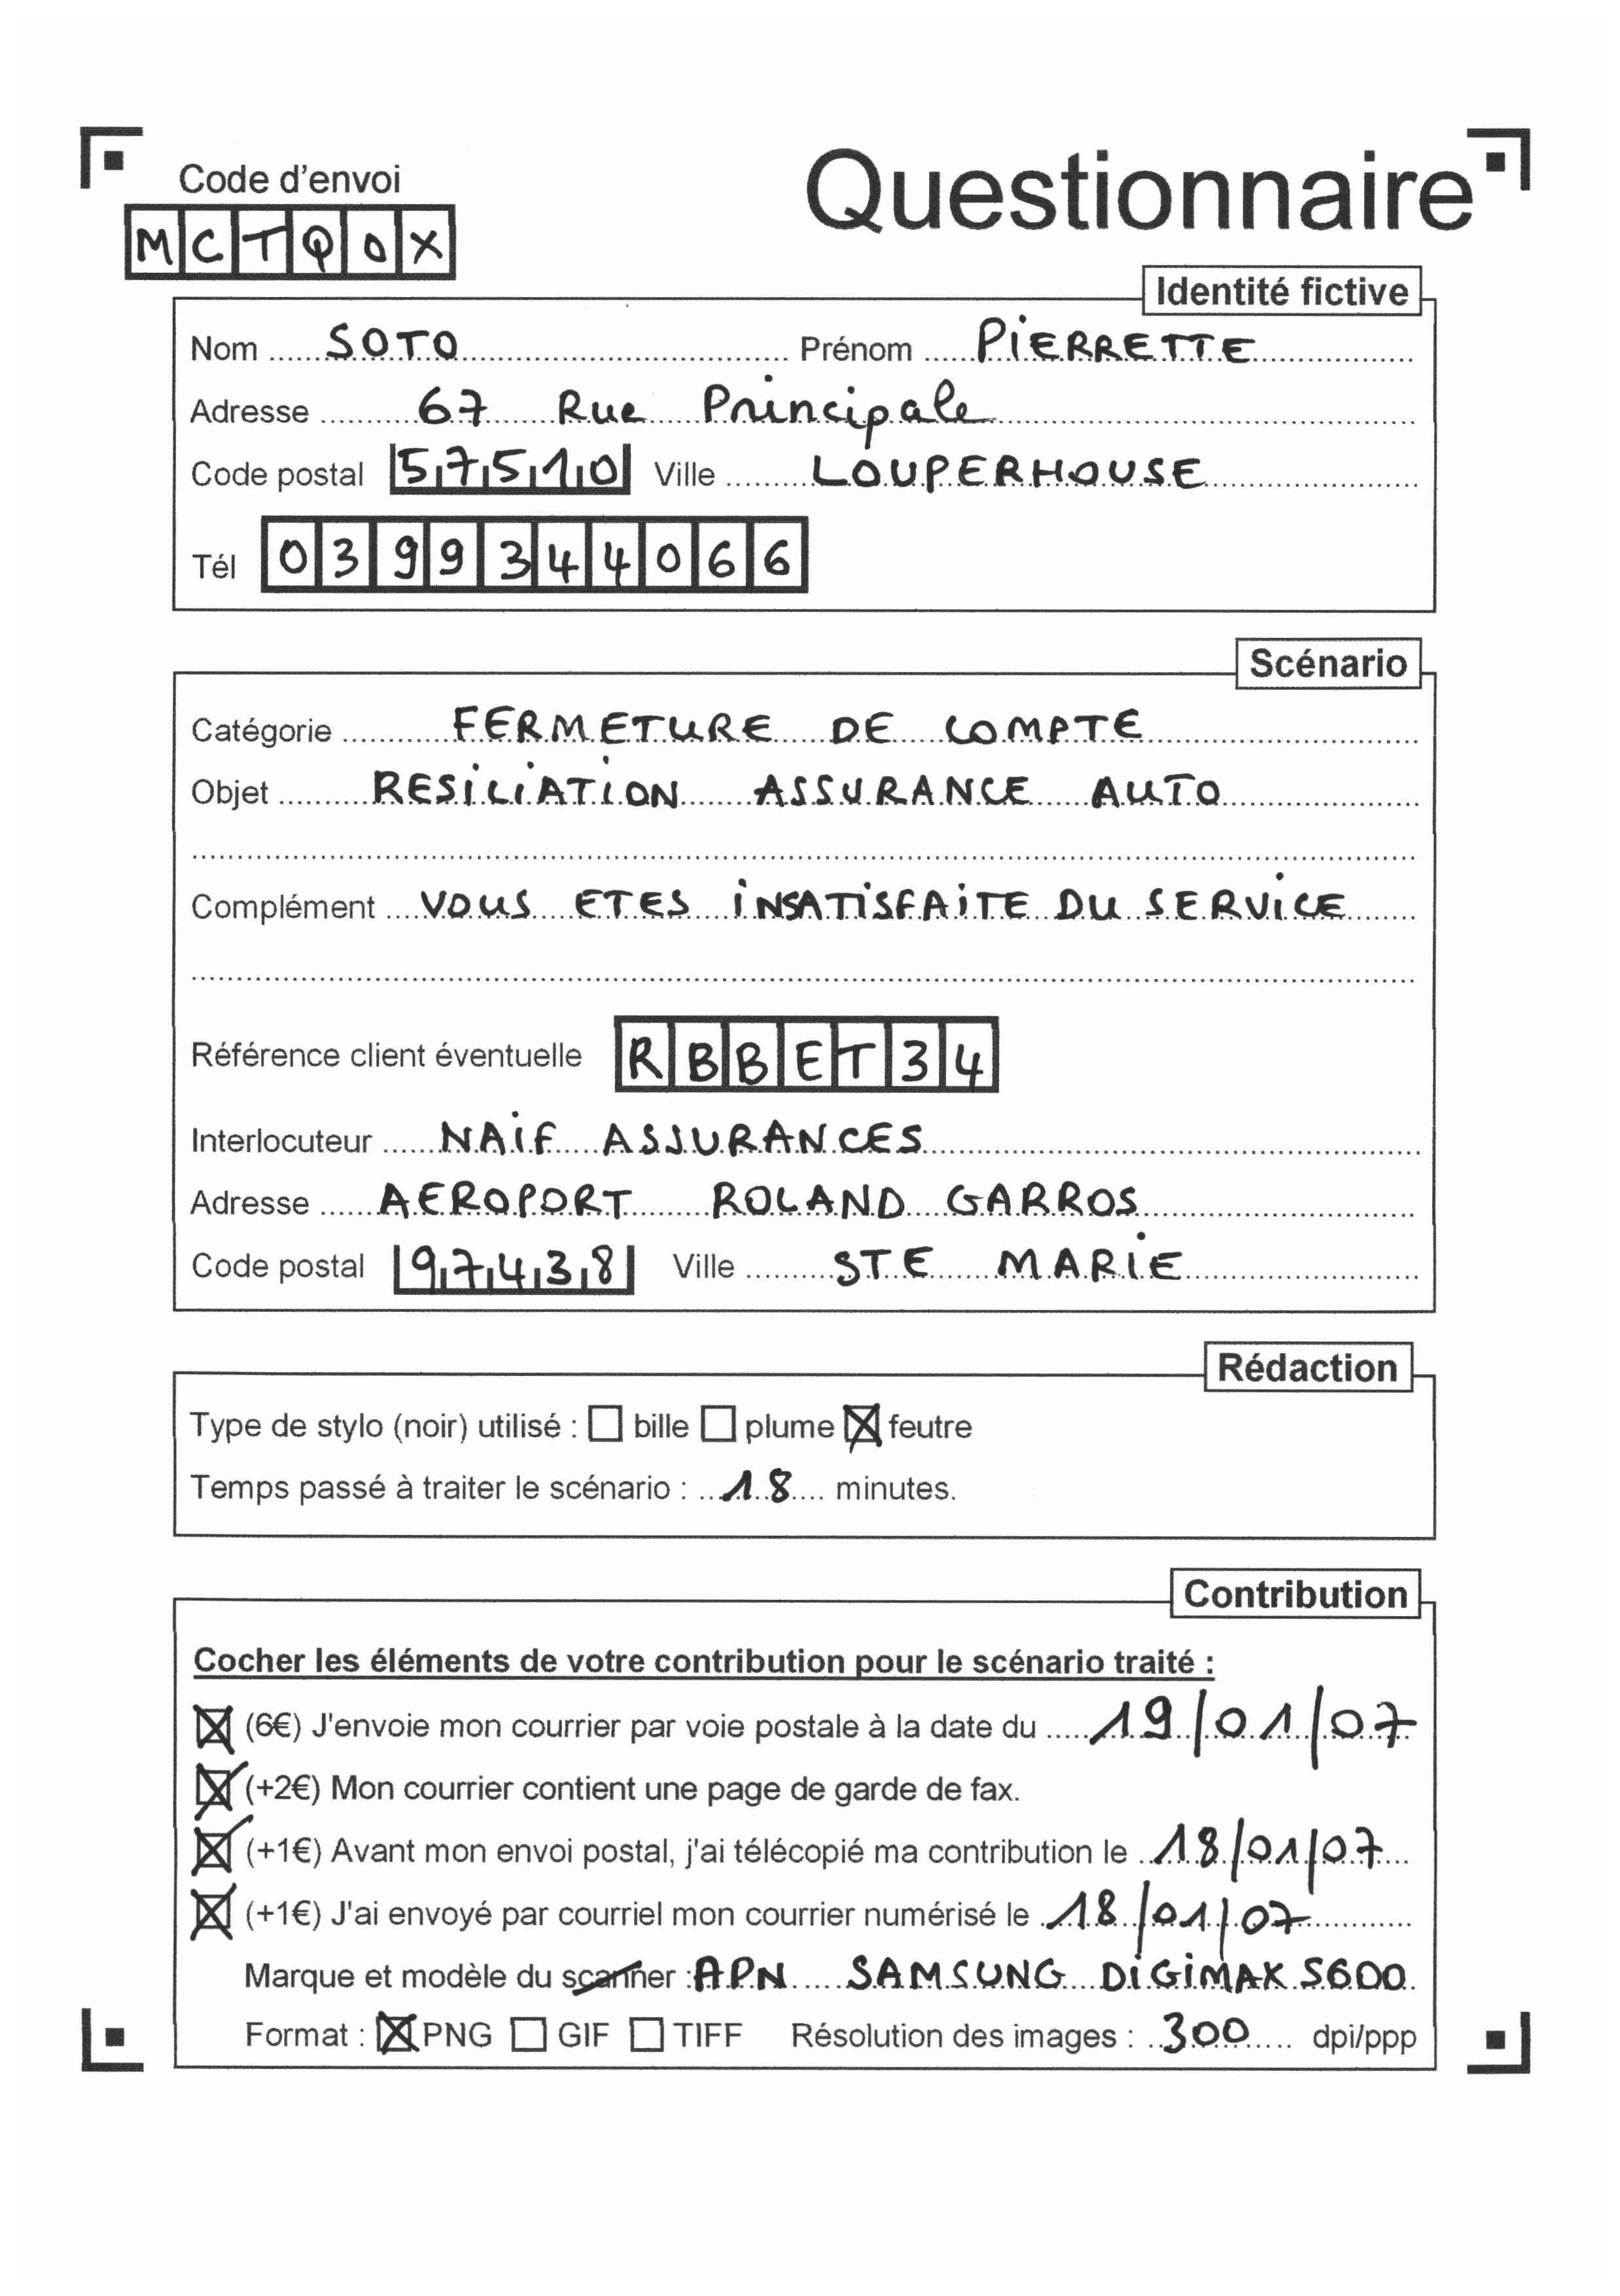 Code d'envoi
Questionnaire
MCTQOX
Identité fictive
Nom SOTO Prénom PIERRETTE
Adresse 67 Rue Principale
Code postal 57510 Ville LOUPERHOUSE
Tél 0399344066
Scénario
Catégorie FERMETURE DE COMPTE
Objet RESILIATION ASSURANCE AUTO
Complément VOUS ETES INSATISFAITE DU SERVICE
Référence client éventuelle RBBET34
Interlocuteur NAIF ASSURANCES
Adresse AEROPORT ROLAND GARROS
Code postal 97438 Ville STE MARIE
Rédaction
Type de stylo (noir) utilisé : bille plume feutre
Temps passé à traiter le scénario : 18 minutes.
Contribution
Cocher les éléments de votre contribution pour le scénario traité :
(6€) J'envoie mon courrier par voie postale à la date du 19/01/07
(+2€) Mon courrier contient une page de garde de fax.
(+1€) Avant mon envoi postal, j'ai télécopié ma contribution le 18/01/07
(+1€) J'ai envoyé par courriel mon courrier numérisé le 18/01/07
Marque et modèle du scanner : APN SAMSUNG DIGIMAX S600
Format : PNG GIF TIFF Résolution des images : 300 dpi/ppp